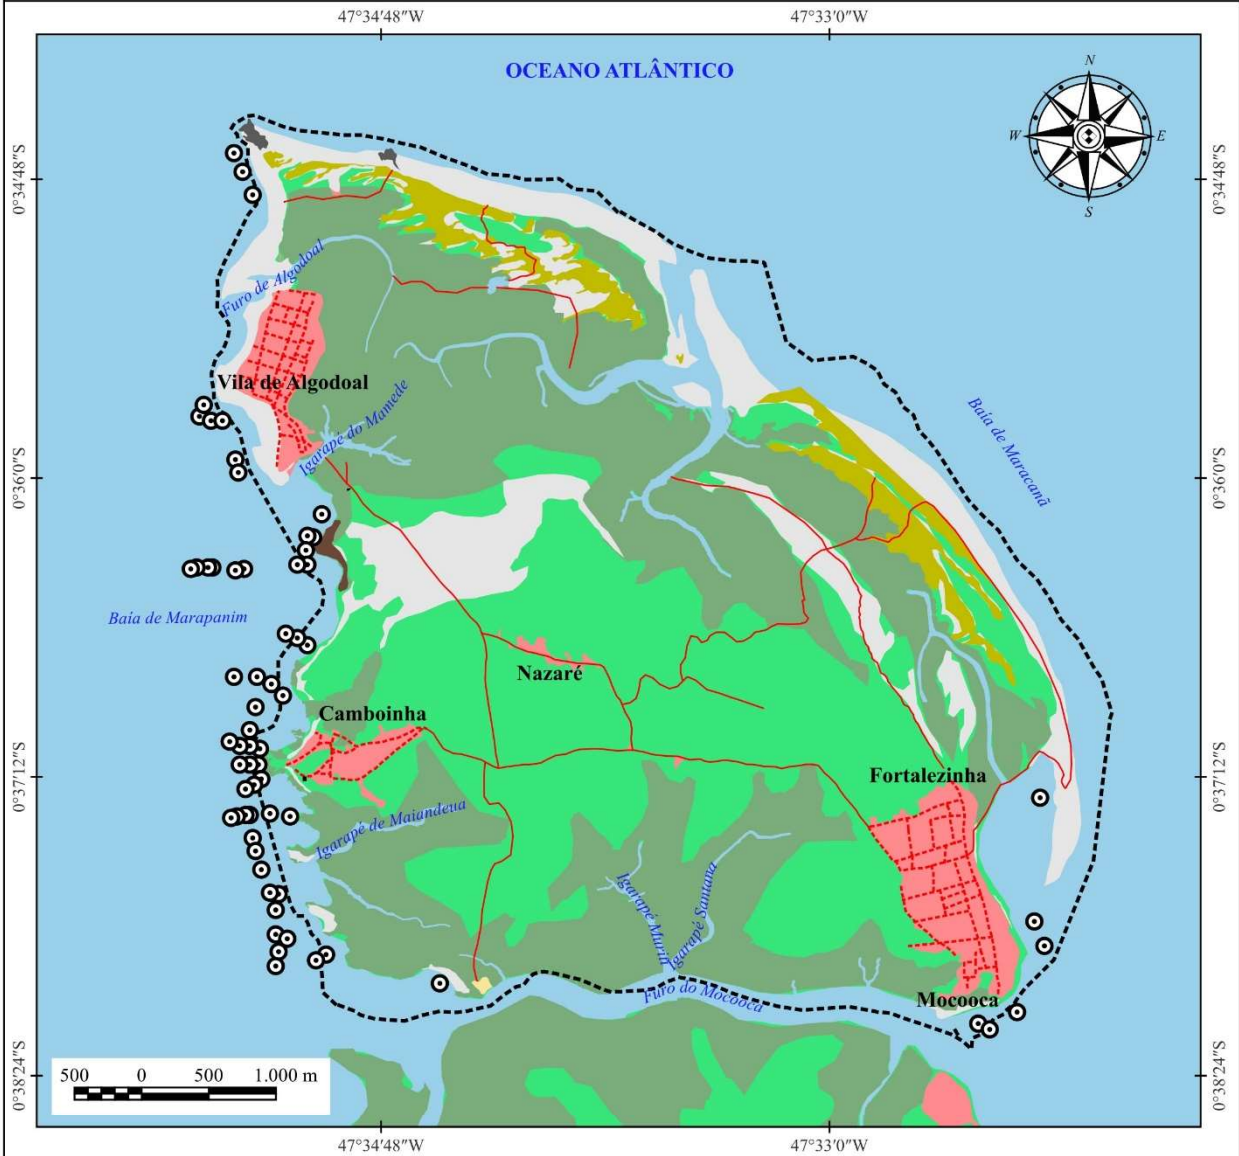 47°34'48"W 47°33'0"W
OCEANO ATLÂNTICO
N
W E
S
0°34'48"S 0°34'48"S
Furo de Algodoal
Vila de Algodoal
Igarapé do Mamede
Baía de Maracanã
0°36'0"S 0°36'0"S
Baía de Marapanim
Nazaré
Camboinha
Fortalezinha
0°37'12"S 0°37'12"S
Igarapé de Maiandeua
Igarapé Murin
Igarapé Santana
Furo do Mocooca
Mocooca
0°38'24"S 0°38'24"S
500 0 500 1.000 m
47°34'48"W 47°33'0"W